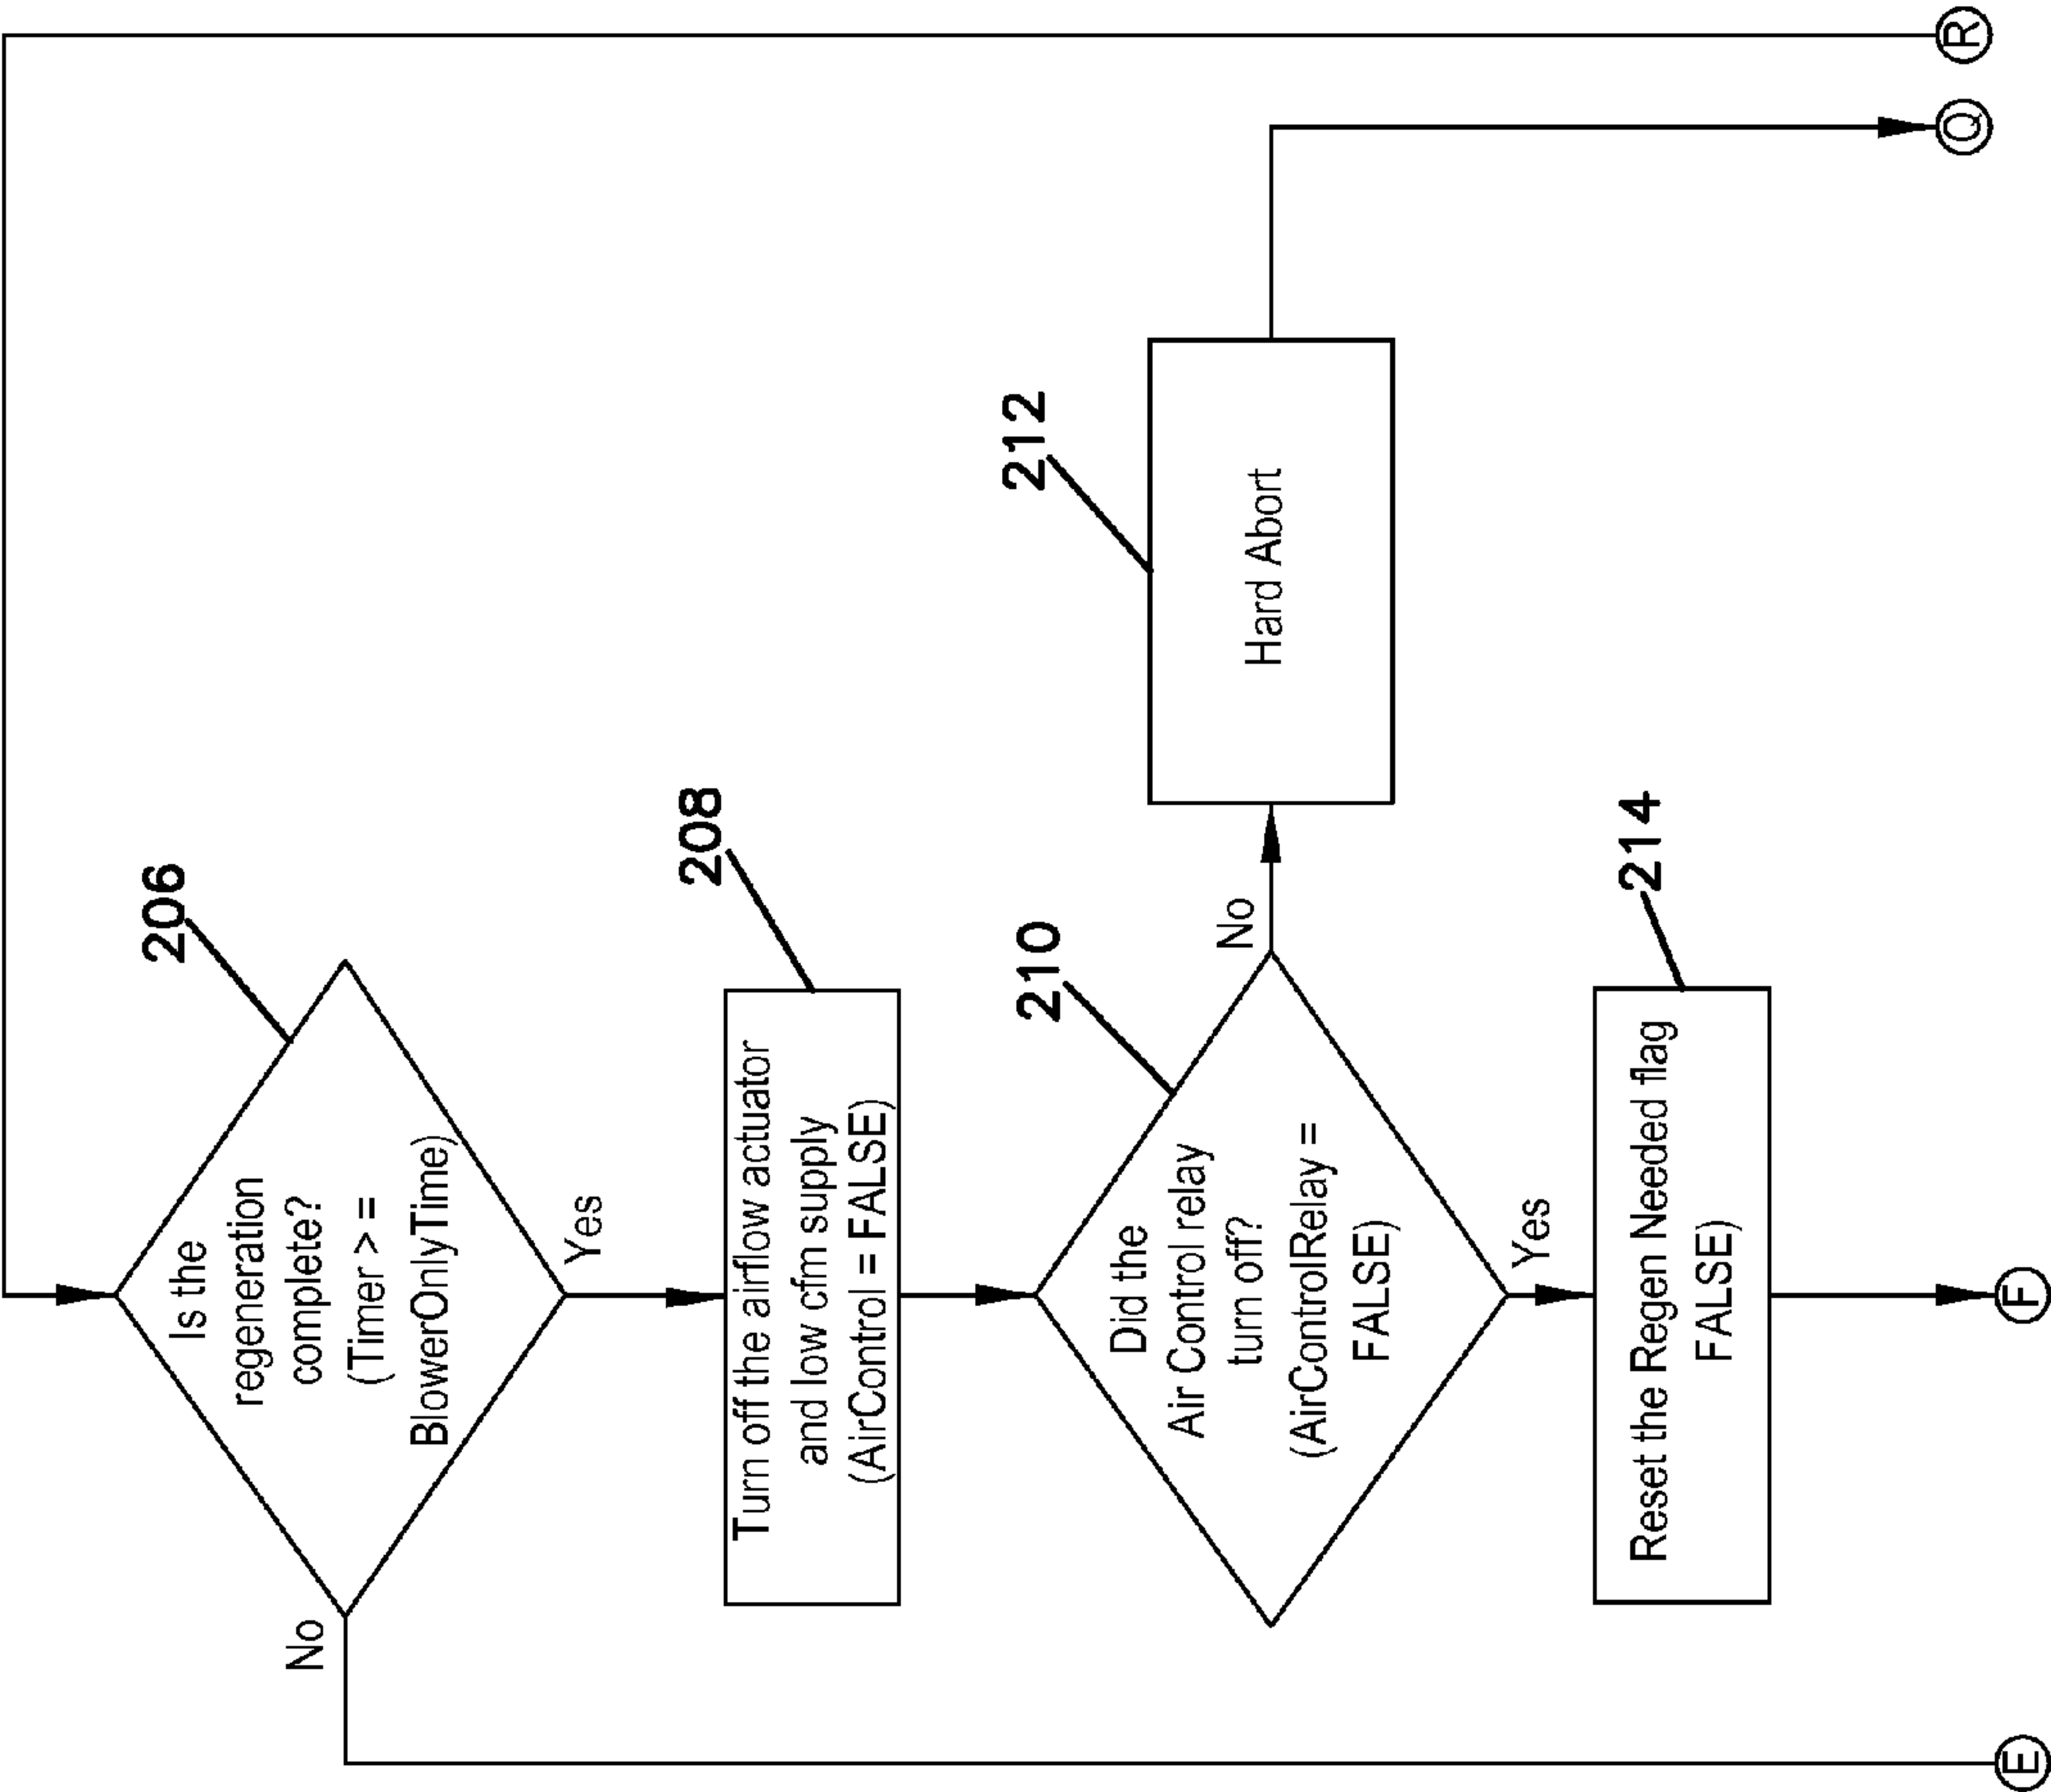 206
Is the
regeneration
complete?
(Timer >=
BlowerOnlyTime)
No
Yes
208
Turn off the airflow actuator
and low cfm supply
(AirControl = FALSE)
210
Did the
Air Control relay
turn off?
(AirControlRelay =
FALSE)
No
Yes
212
Hard Abort
214
Reset the Regen Needed flag
FALSE)
E
F
Q
R